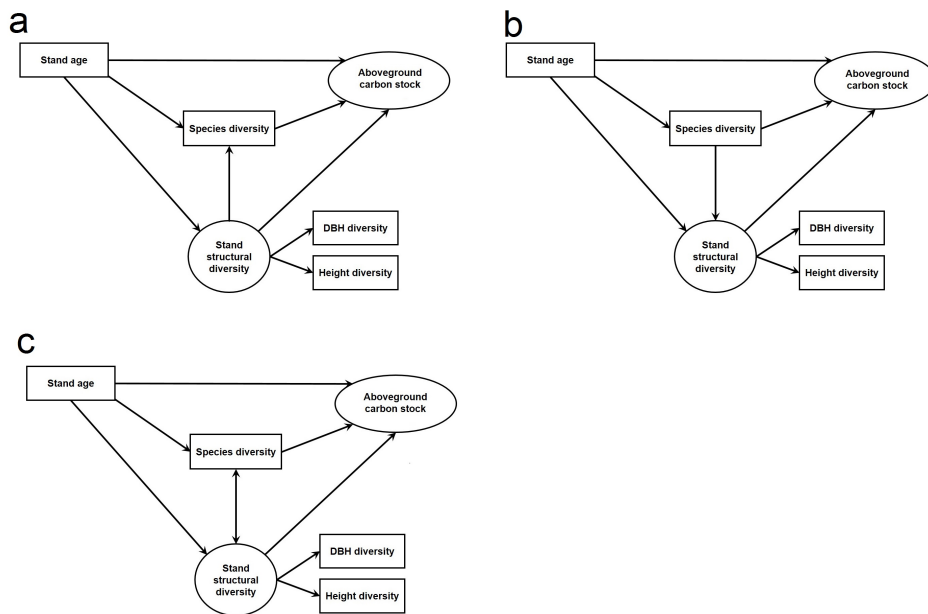 a
Stand age
Aboveground
carbon stock
Species diversity
Stand
structural
diversity
DBH diversity
Height diversity
b
Stand age
Aboveground
carbon stock
Species diversity
Stand
structural
diversity
DBH diversity
Height diversity
c
Stand age
Aboveground
carbon stock
Species diversity
Stand
structural
diversity
DBH diversity
Height diversity